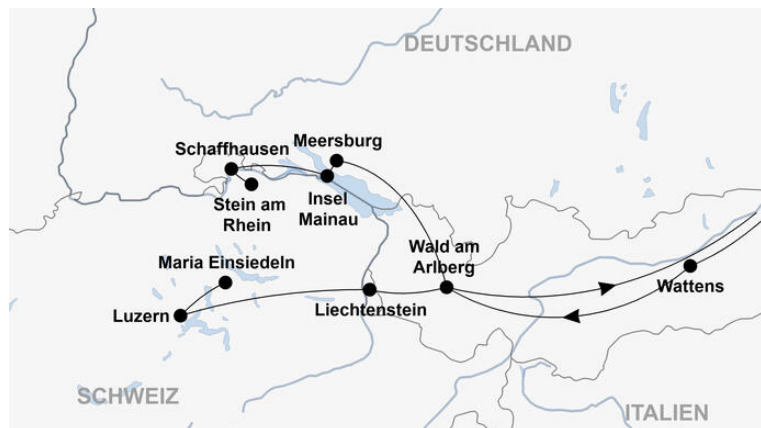 DEUTSCHLAND
Meersburg
Schaffhausen
Stein am
Rhein
Insel
Mainau
Wald am
Arlberg
Maria Einsiedeln
Wattens
Luzern
Liechtenstein
SCHWEIZ
ITALIEN